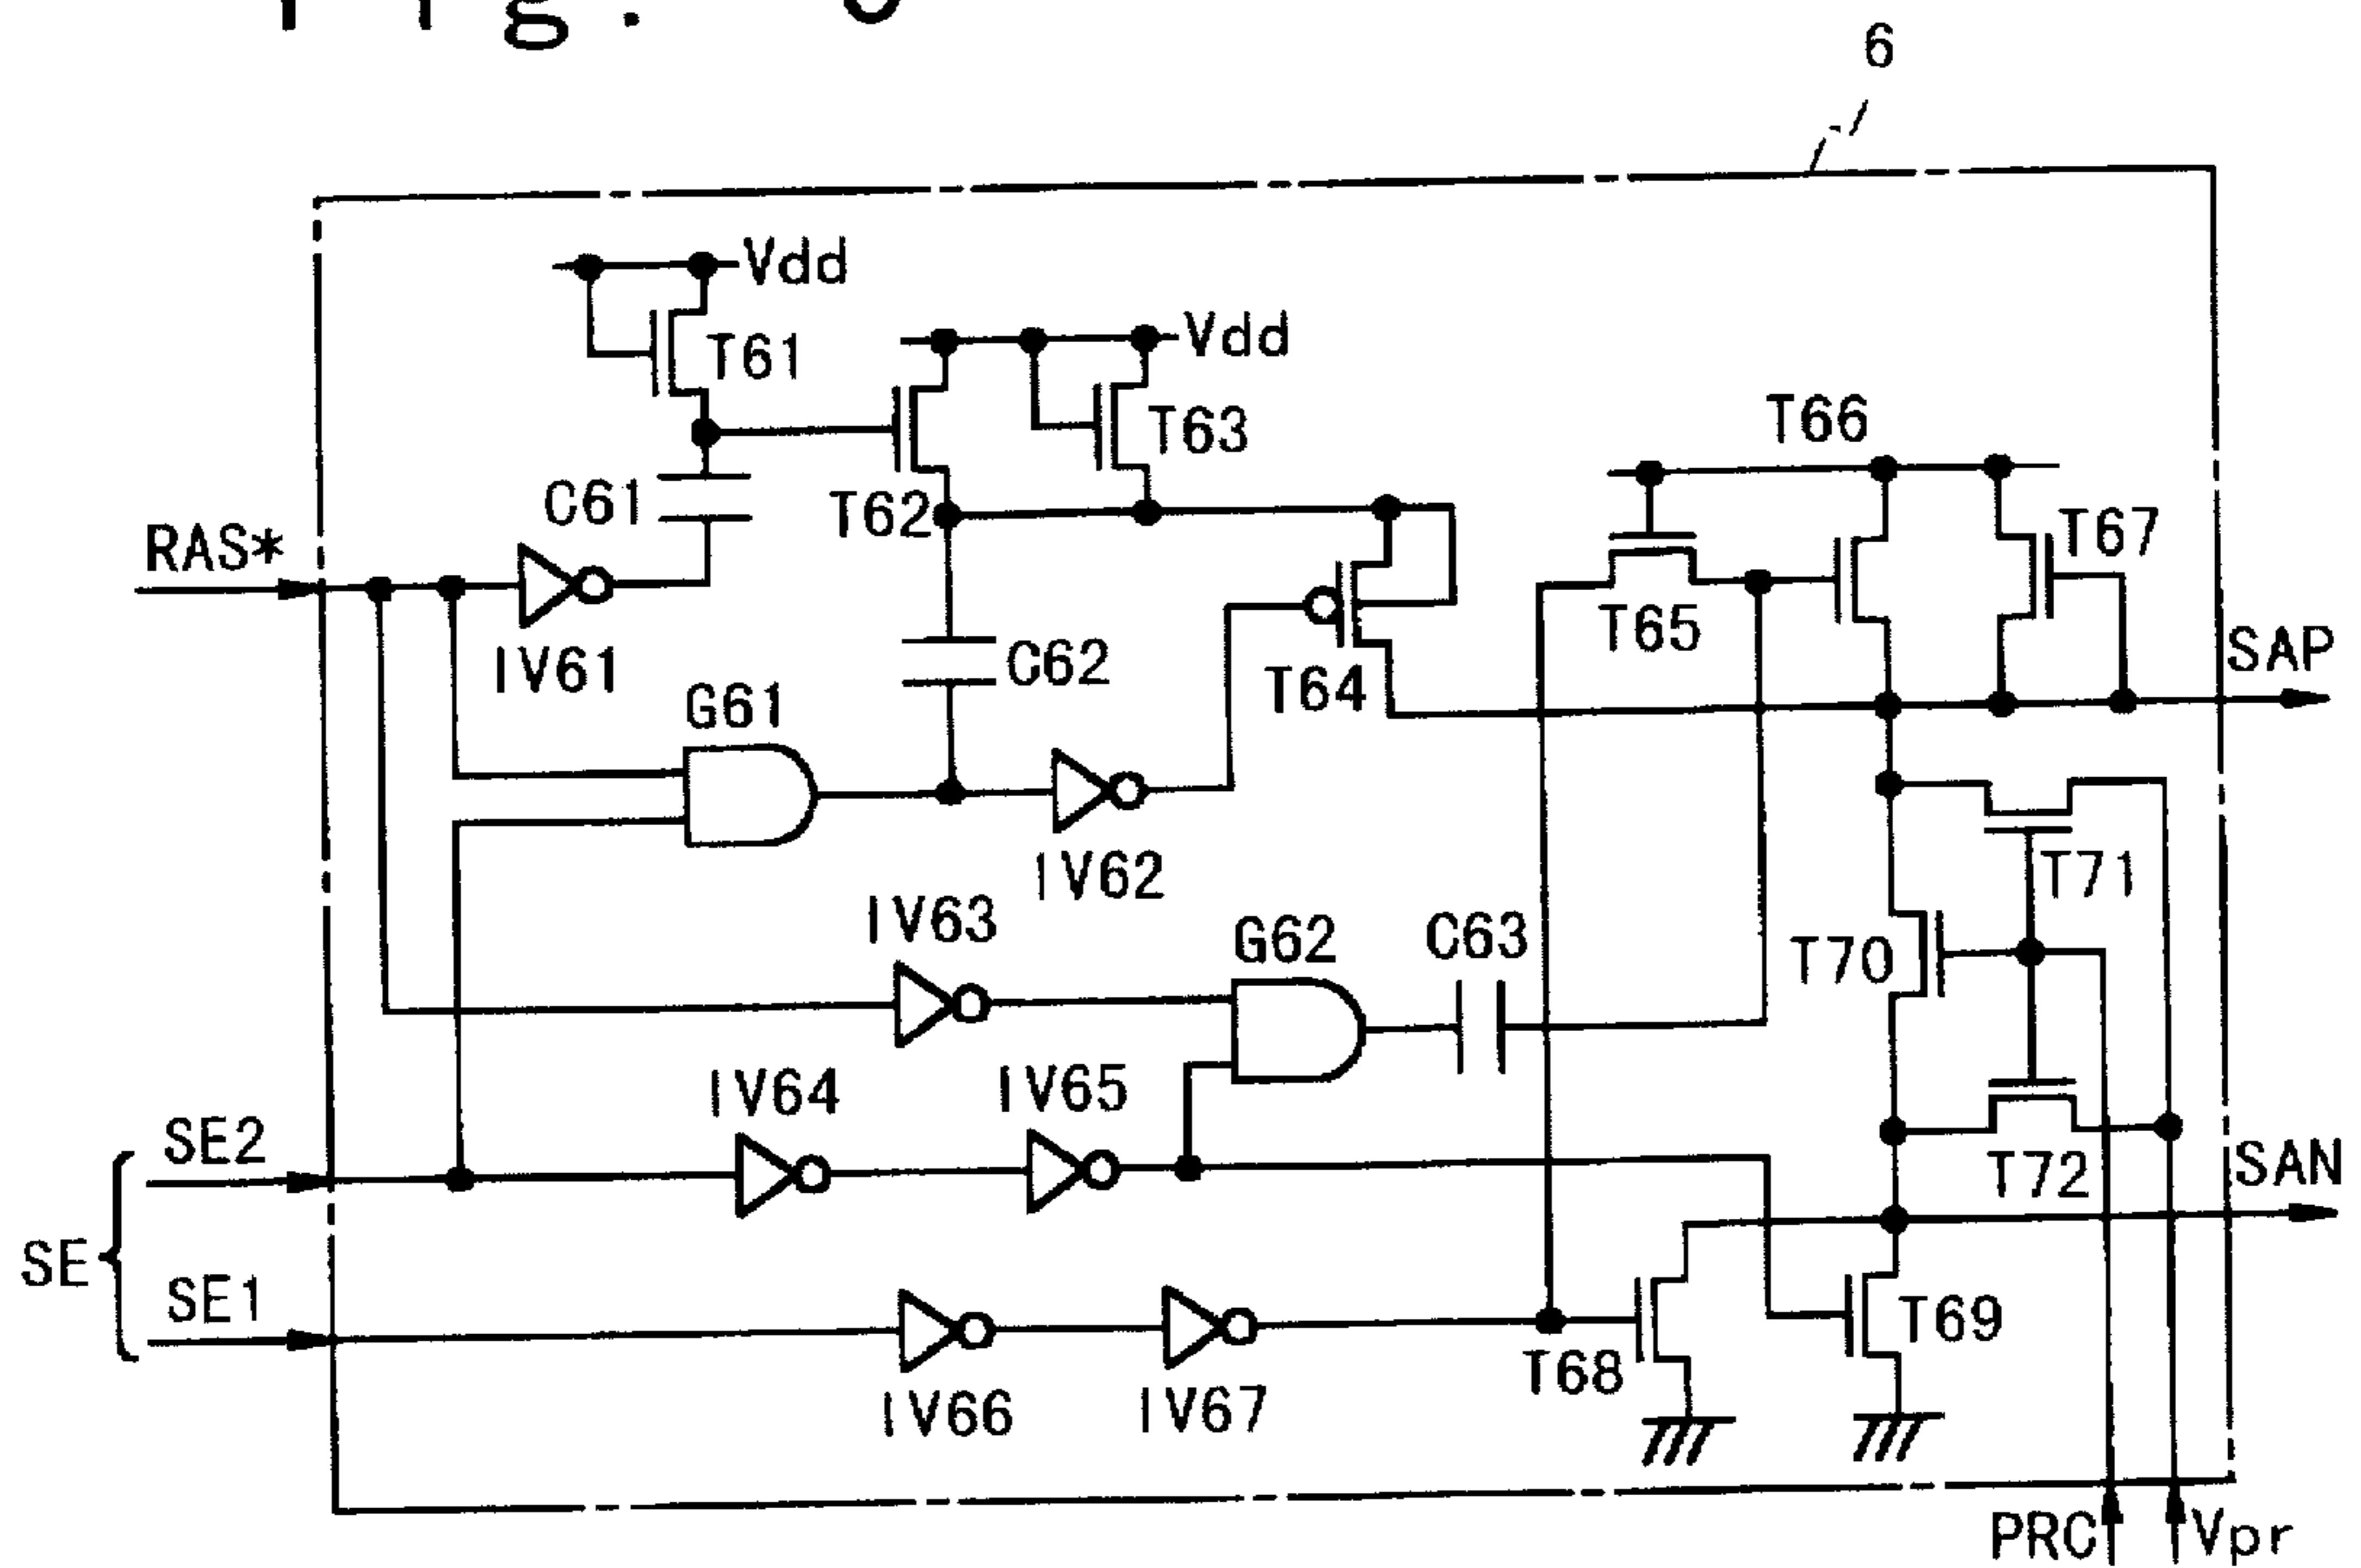 6
Vdd
T61
Vdd
T63
T66
C61
T62
T67
RAS*
T65
SAP
IV61
C62
T64
G61
IV62
T71
IV63
G62
C63
T70
IV64
IV65
SE2
T72
SAN
SE
SE1
T69
T68
IV66
IV67
PRC
Vpr